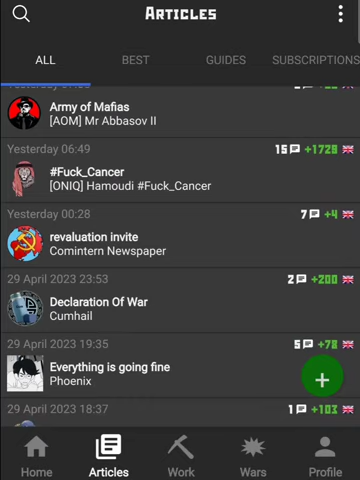 ARTICLES
ALL
BEST
GUIDES
SUBSCRIPTIONS
Army of Mafias
[AOM] Mr Abbasov II
Yesterday 06:49
15 +1729
#Fuck_Cancer
[ONIQ] Hamoudi #Fuck_Cancer
Yesterday 00:28
7 +4
revaluation invite
Comintern Newspaper
29 April 2023 23:53
2 +200
Declaration Of War
Cumhail
29 April 2023 19:35
5 +78
Everything is going fine
Phoenix
+
29 April 2023 18:37
1 +103
Home
Articles
Work
Wars
Profile